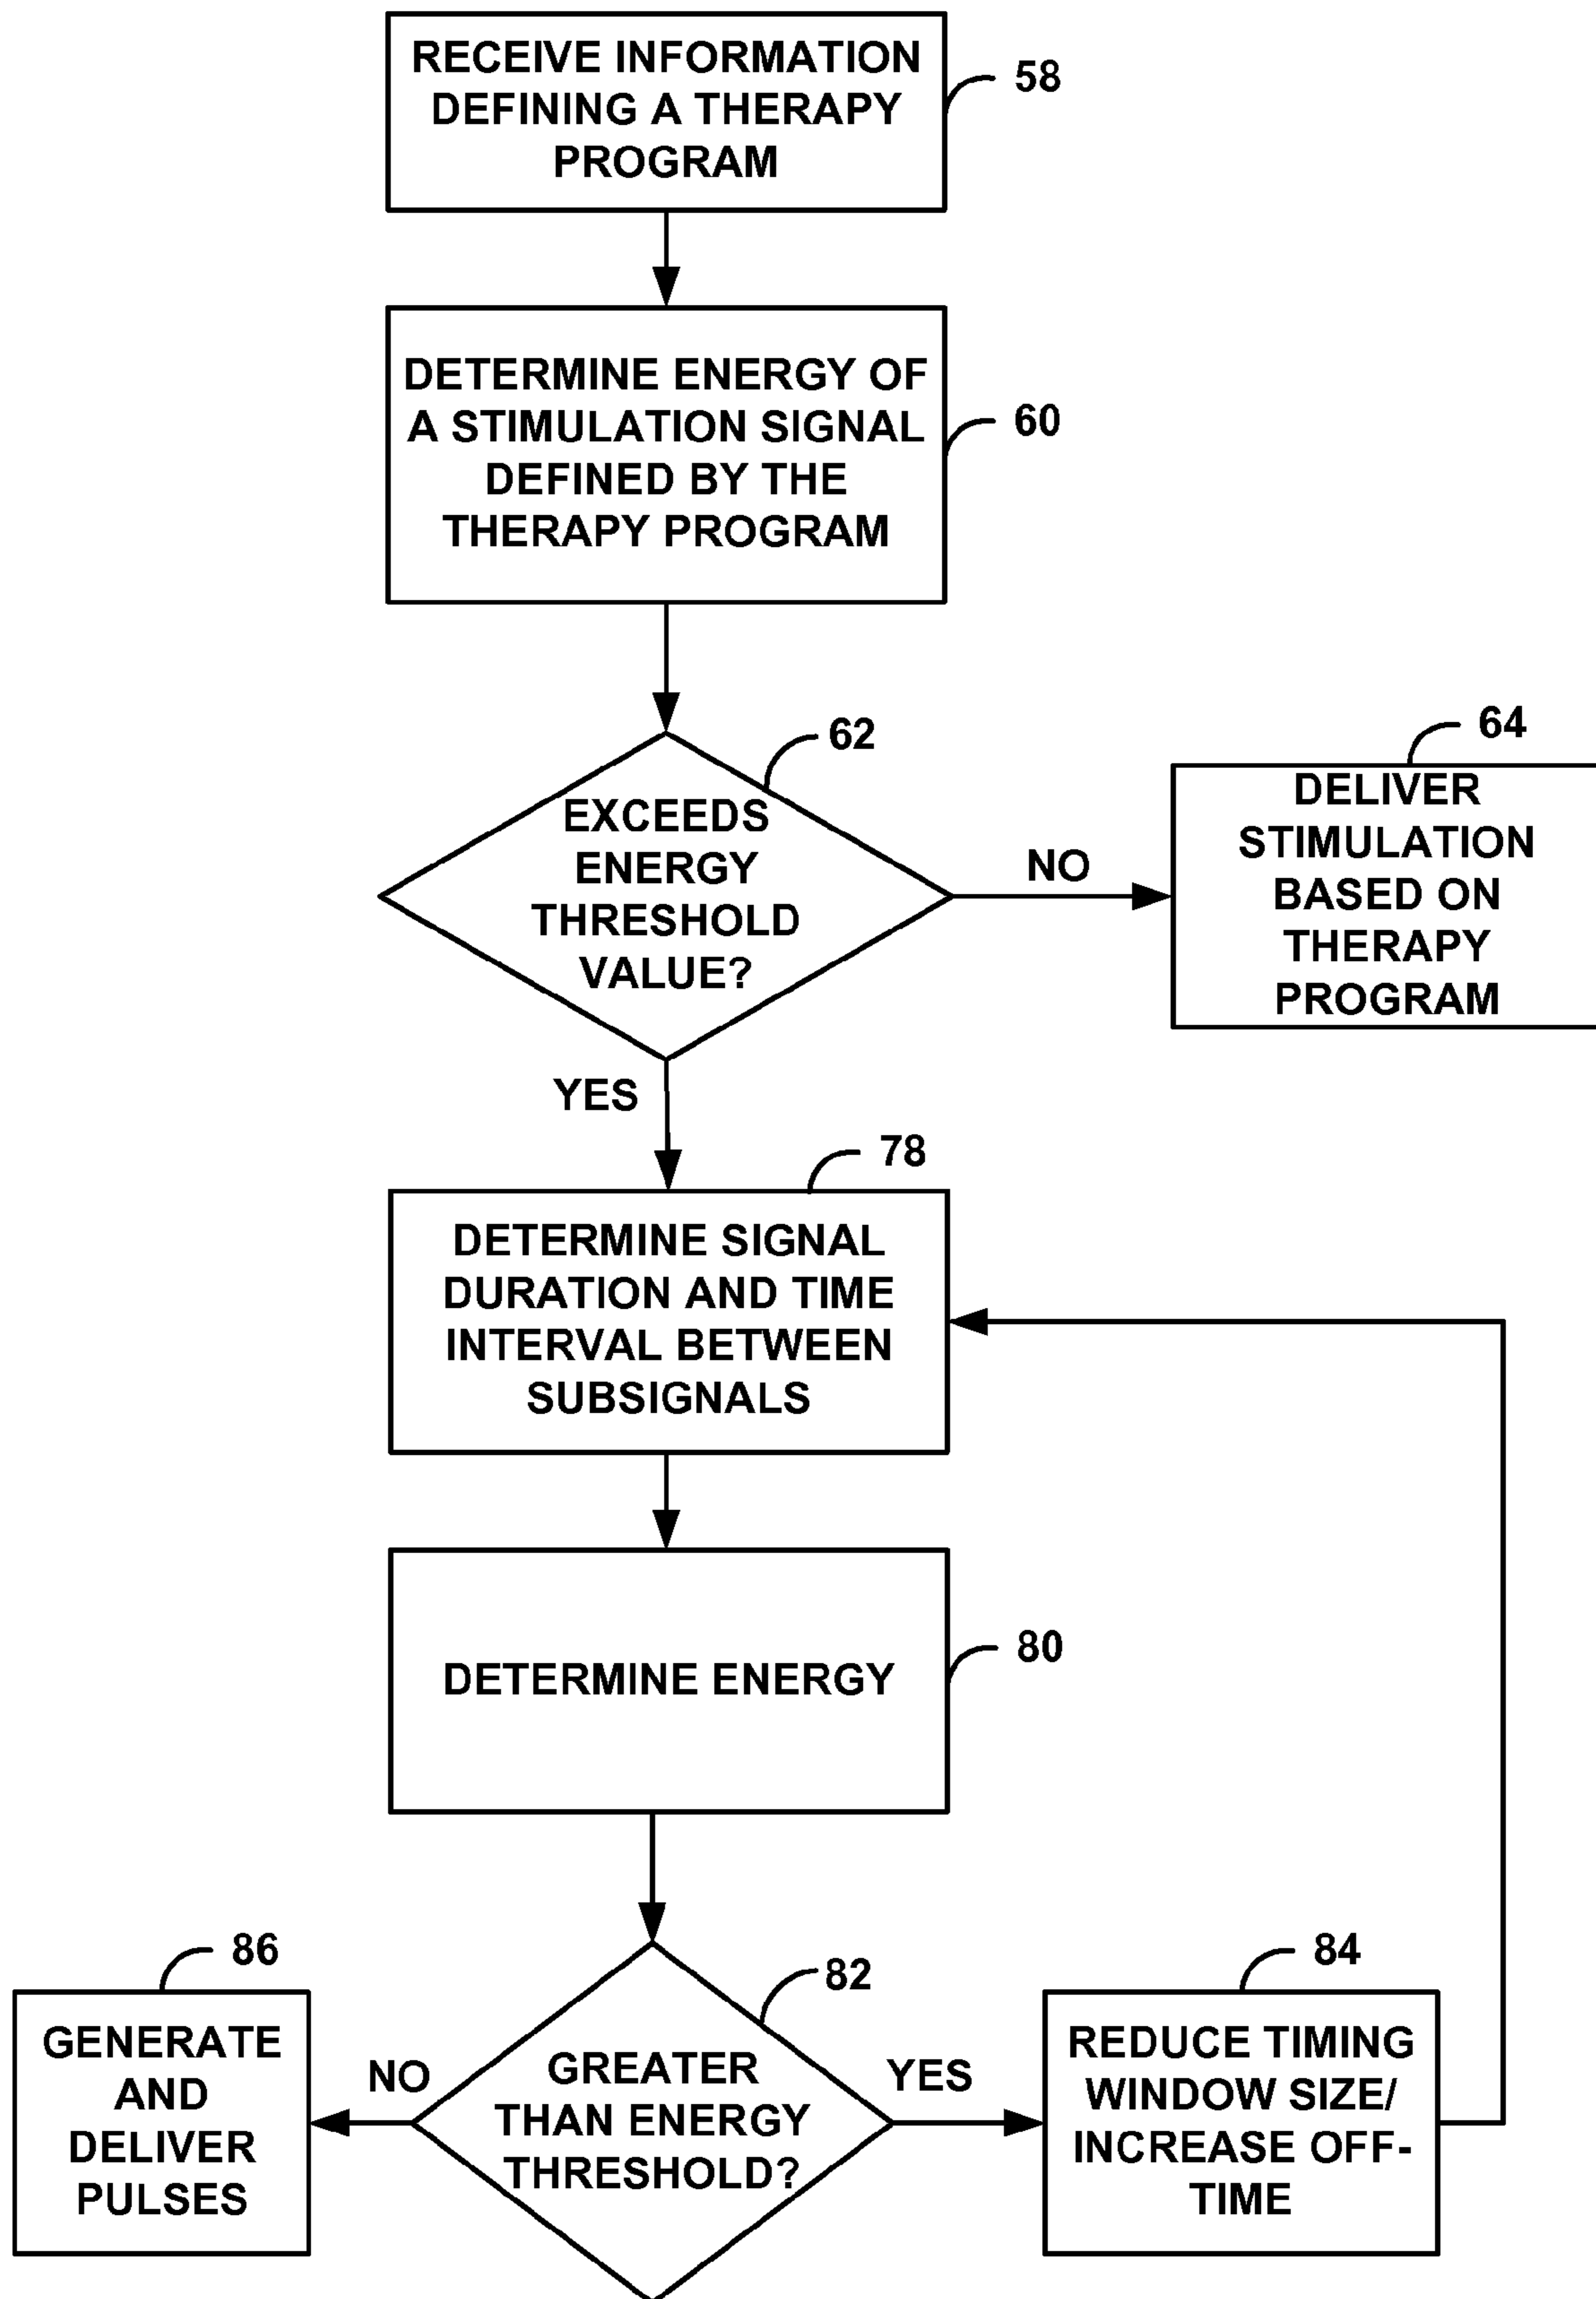 RECEIVE INFORMATION
DEFINING A THERAPY
PROGRAM
58
DETERMINE ENERGY OF
A STIMULATION SIGNAL
DEFINED BY THE
THERAPY PROGRAM
60
62
EXCEEDS
ENERGY
THRESHOLD
VALUE?
NO
64
DELIVER
STIMULATION
BASED ON
THERAPY
PROGRAM
YES
78
DETERMINE SIGNAL
DURATION AND TIME
INTERVAL BETWEEN
SUBSIGNALS
DETERMINE ENERGY
80
82
GREATER
THAN ENERGY
THRESHOLD?
NO
86
GENERATE
AND
DELIVER
PULSES
YES
84
REDUCE TIMING
WINDOW SIZE/
INCREASE OFF-
TIME